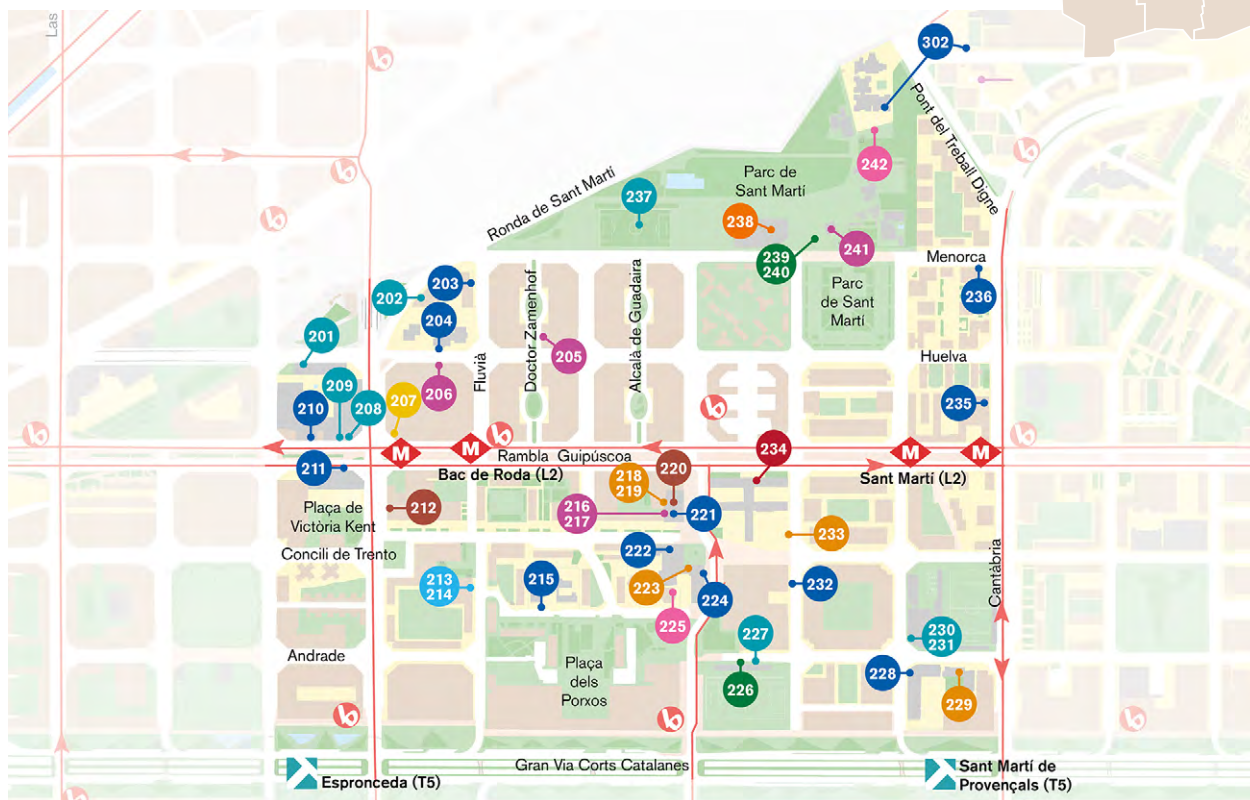 Las
302
Pont del Treball Digne
242
Parc de
Sant Martí
Ronda de Sant Martí
237
238
239
240
241
Menorca
236
202
203
204
Doctor Zamenhof
Alcalà de Guadaira
Parc
de Sant
Martí
201
205
Fluvià
Huelva
206
207
208
209
210
235
M
M
M
M
Rambla Guipúscoa
234
211
Bac de Roda (L2)
Sant Martí (L2)
218
219
220
212
Plaça de
Victòria Kent
216
217
221
233
Concili de Trento
222
Cantàbria
213
214
215
223
224
232
225
227
230
231
Andrade
Plaça
dels
Porxos
226
228
229
Gran Via Corts Catalanes
Espronceda (T5)
Sant Martí de
Provençals (T5)